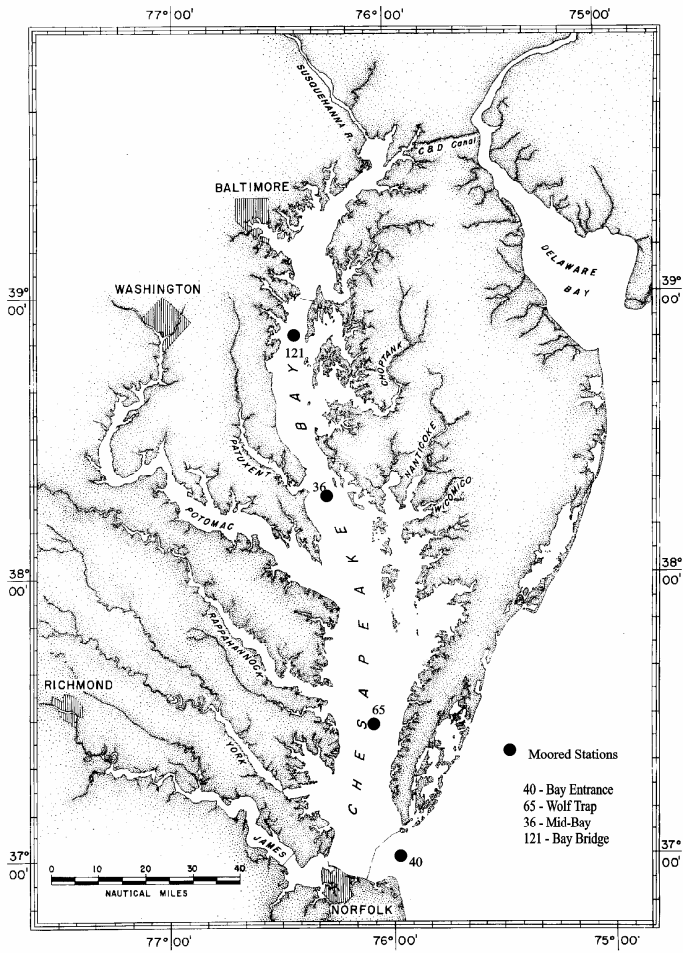 77° 00'
76° 00'
75° 00'
SUSQUEHANNA R.
C & D Canal
BALTIMORE
DELAWARE
BAY
39°
00'
39°
00'
WASHINGTON
121
CHOPTANK
PATUXENT R.
NANTICOKE
WICOMICO
36
POTOMAC
CHESAPEAKE BAY
38°
00'
38°
00'
RAPPAHANNOCK
RICHMOND
65
YORK
Moored Stations
40 - Bay Entrance
65 - Wolf Trap
36 - Mid-Bay
121 - Bay Bridge
JAMES
37°
00'
37°
00'
40
0 10 20 30 40
NAUTICAL MILES
NORFOLK
77° 00'
76° 00'
75° 00'